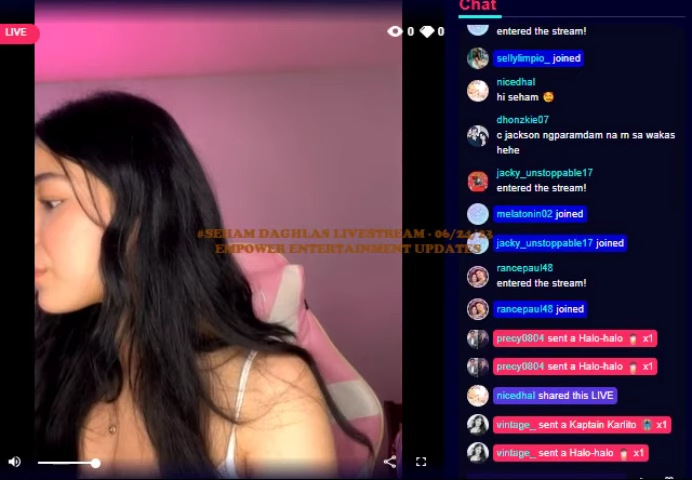 Chat
LIVE
0 0
entered the stream!
sellylimpio_ joined
nicedhal
hi seham 🥰
dhonzkie07
c jackson ngparamdam na rn sa wakas
hehe
jacky_unstoppable17
entered the stream!
melatonin02 joined
#SEHAM DAGHLAS LIVESTREAM - 06/24/23
EMPOWER ENTERTAINMENT UPDATES
jacky_unstoppable17 joined
rancepaul48
entered the stream!
rancepaul48 joined
precy0804 sent a Halo-halo x1
precy0804 sent a Halo-halo x1
nicedhal shared this LIVE
vintage_ sent a Kaptain Karlito x1
vintage_ sent a Halo-halo x1